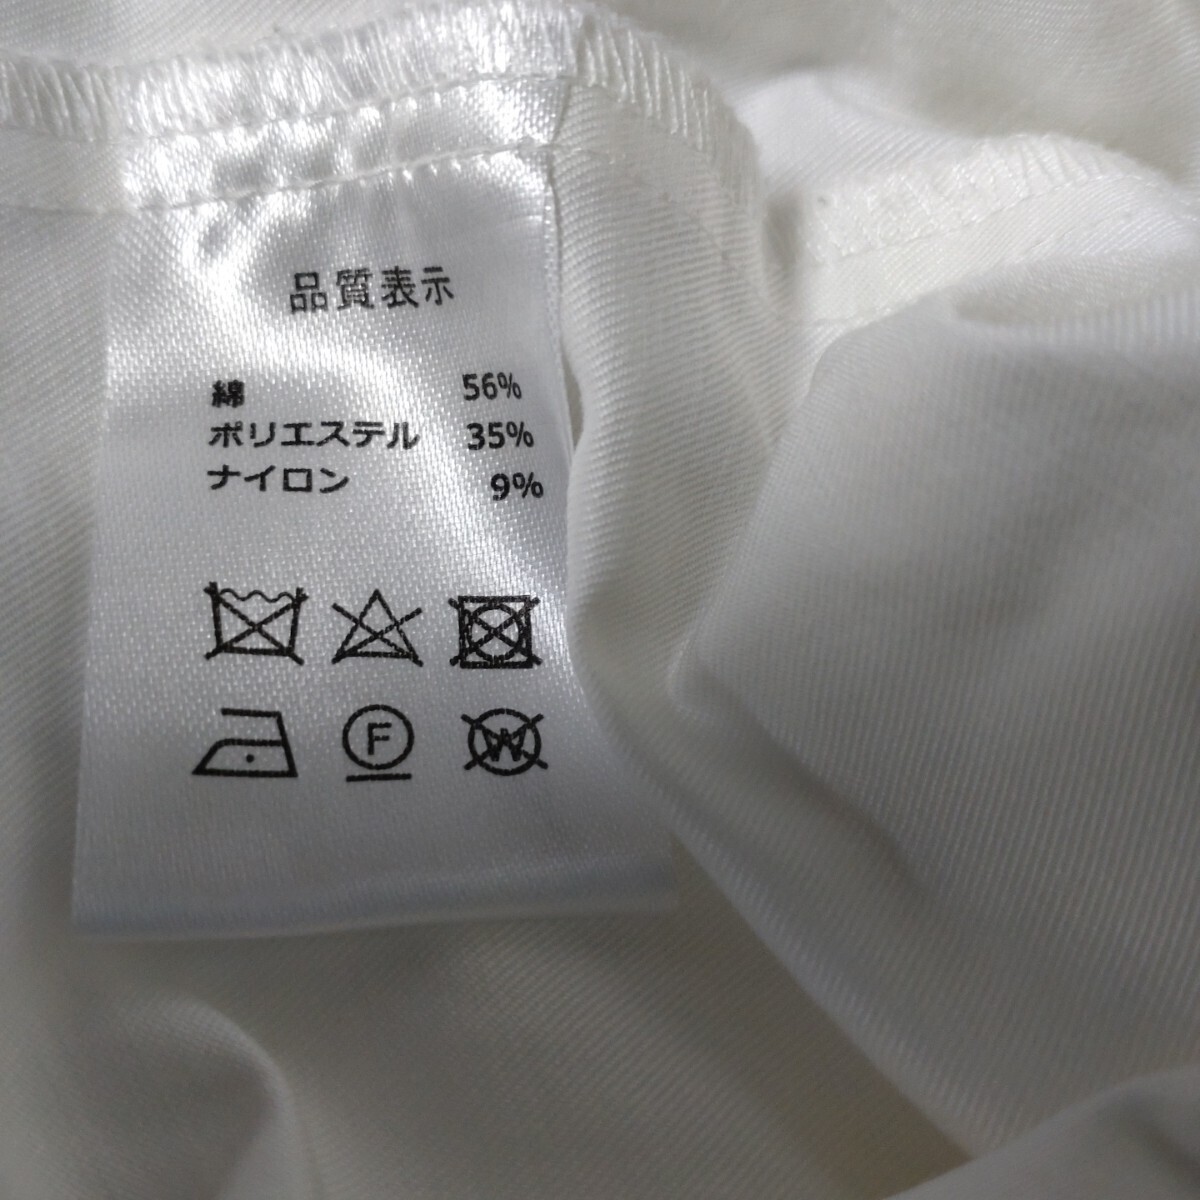 品質表示
綿 56%
ポリエステル 35%
ナイロン 9%
F W